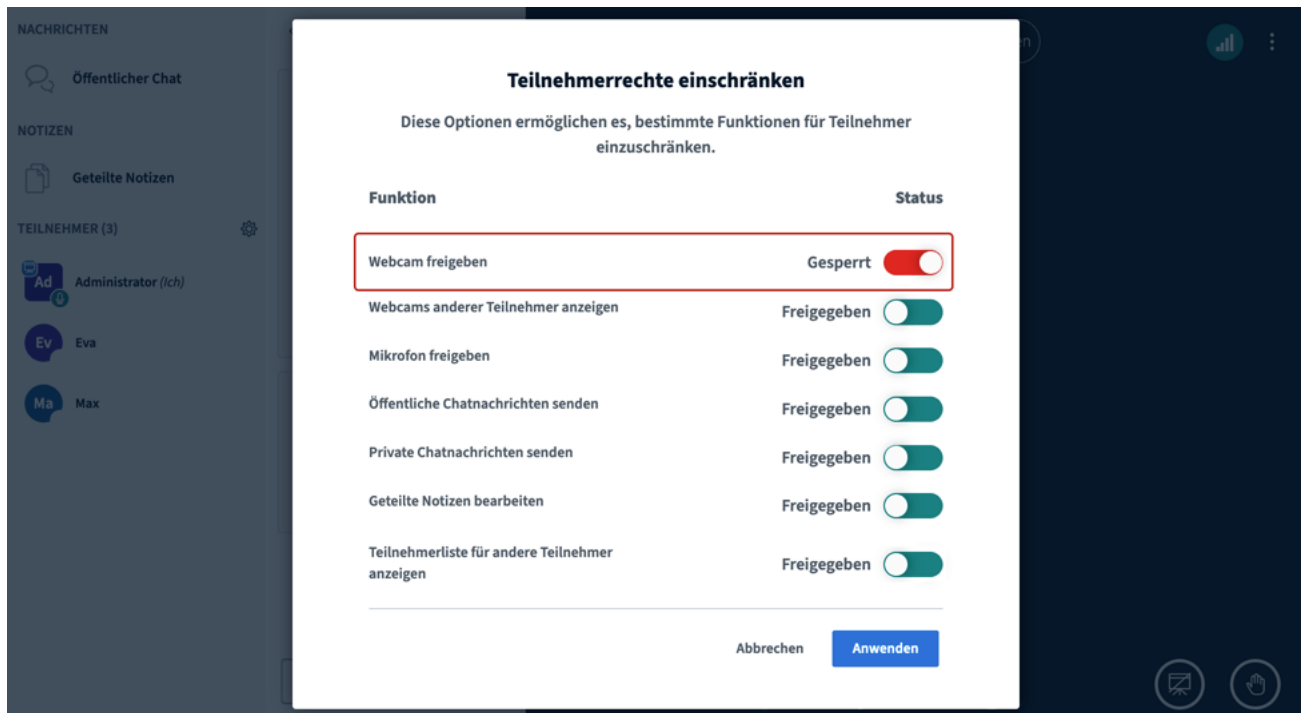 NACHRICHTEN
Öffentlicher Chat
NOTIZEN
Geteilte Notizen
TEILNEHMER (3)
Ad Administrator (Ich)
Ev Eva
Ma Max
en
Teilnehmerrechte einschränken
Diese Optionen ermöglichen es, bestimmte Funktionen für Teilnehmer
einzuschränken.
Funktion Status
Webcam freigeben Gesperrt
Webcams anderer Teilnehmer anzeigen Freigegeben
Mikrofon freigeben Freigegeben
Öffentliche Chatnachrichten senden Freigegeben
Private Chatnachrichten senden Freigegeben
Geteilte Notizen bearbeiten Freigegeben
Teilnehmerliste für andere Teilnehmer
anzeigen Freigegeben
Abbrechen Anwenden